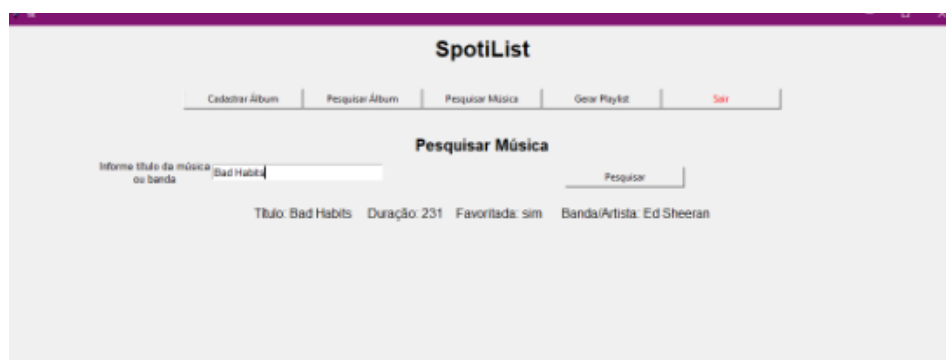 SpotiList
Cadastrar Álbum Pesquisar Álbum Pesquisar Música Gerar Playlist Sair
Pesquisar Música
Informe título da música
ou banda
Bad Habits
Pesquisar
Título: Bad Habits Duração: 231 Favoritada: sim Banda/Artista: Ed Sheeran